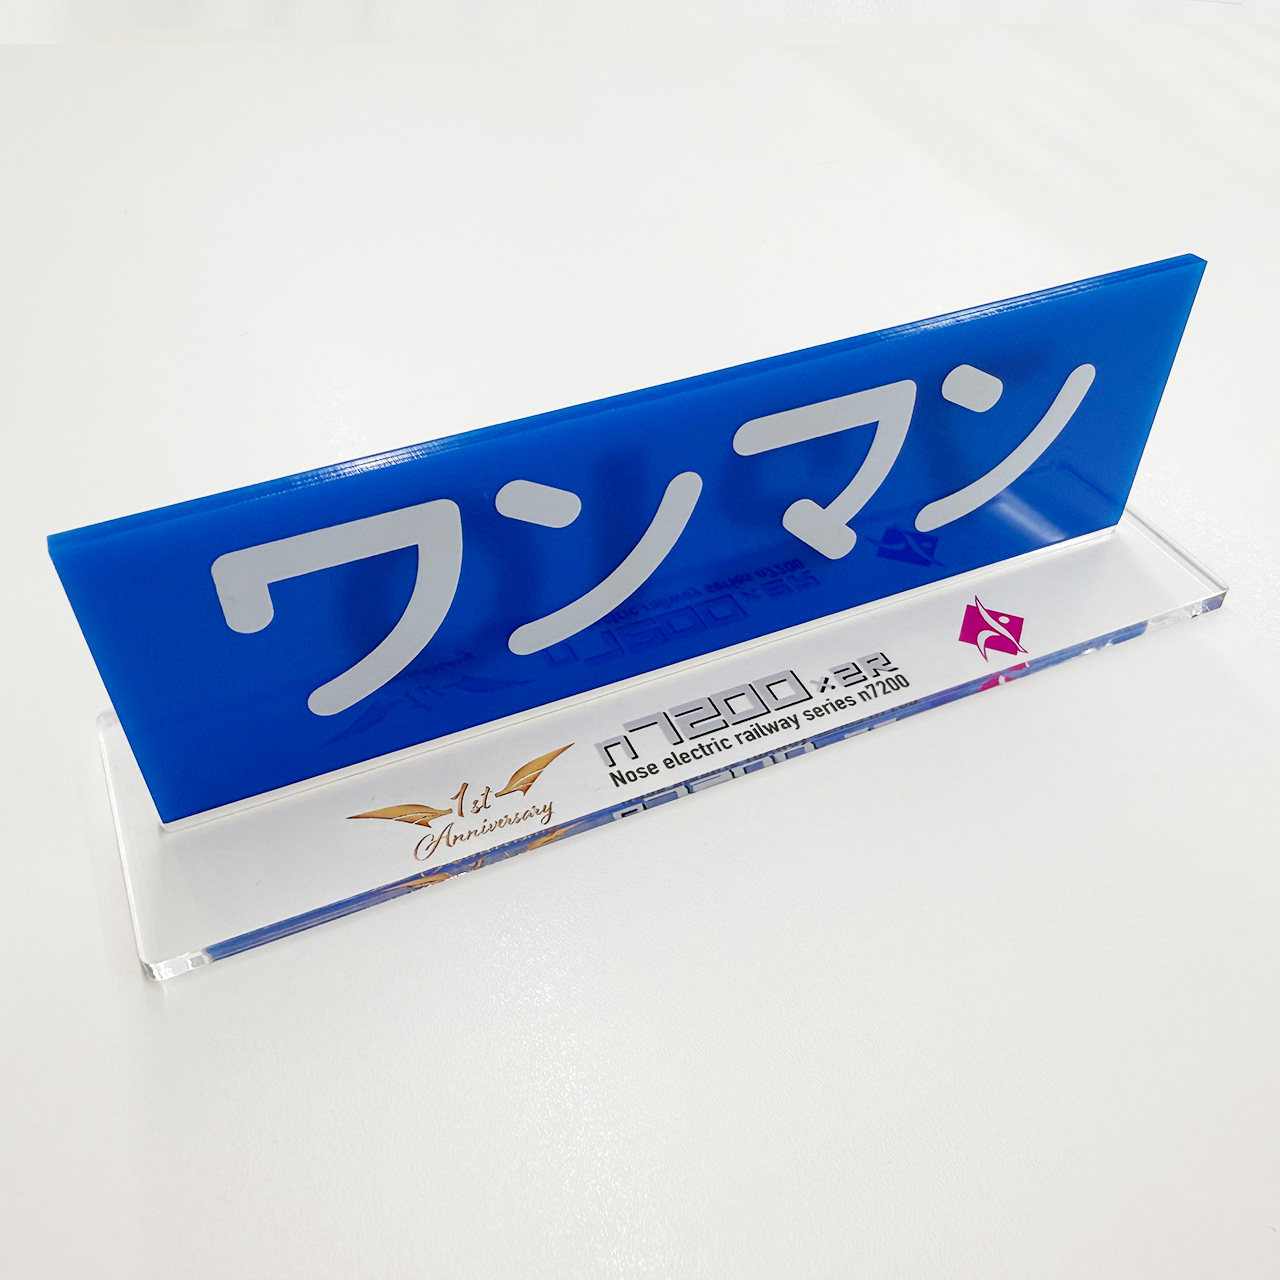 ワンマン
1st
Anniversary
n7200×ER
Nose electric railway series n7200